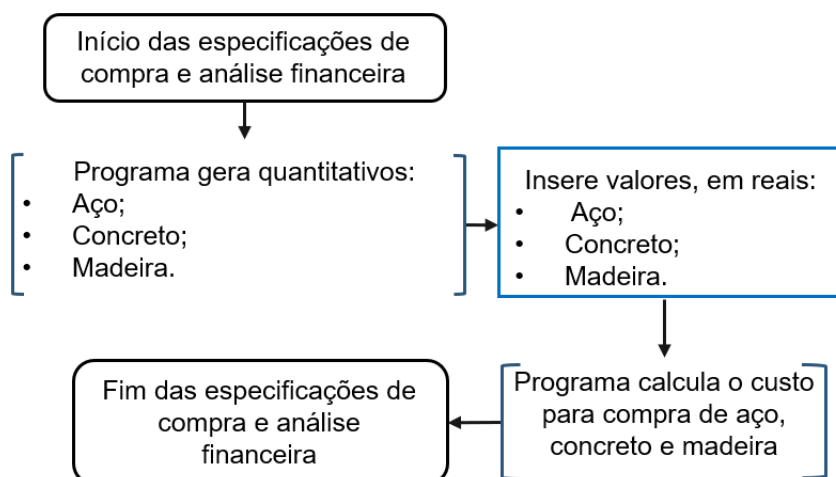 Início das especificações de
compra e análise financeira
Programa gera quantitativos:
• Aço;
• Concreto;
• Madeira.
Insere valores, em reais:
• Aço;
• Concreto;
• Madeira.
Programa calcula o custo
para compra de aço,
concreto e madeira
Fim das especificações de
compra e análise
financeira